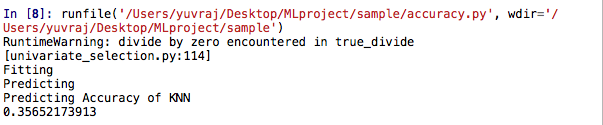 In [8]: runfile('/Users/yuvraj/Desktop/MLproject/sample/accuracy.py', wdir='/
Users/yuvraj/Desktop/MLproject/sample')
RuntimeWarning: divide by zero encountered in true_divide
[univariate_selection.py:114]
Fitting
Predicting
Predicting Accuracy of KNN
0.35652173913